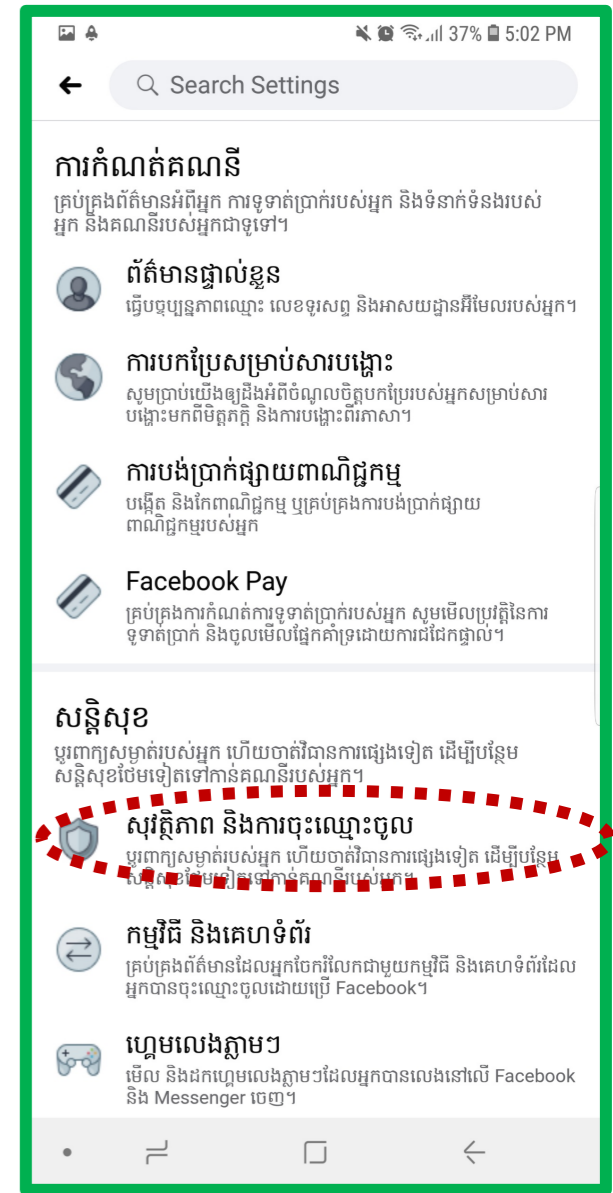 37% 5:02 PM
Search Settings
ការកំណត់គណនី
គ្រប់គ្រងព័ត៌មានអំពីអ្នក ការទូទាត់ប្រាក់របស់អ្នក និងទំនាក់ទំនងរបស់
អ្នក និងគណនីរបស់អ្នកជាទូទៅ។
ព័ត៌មានផ្ទាល់ខ្លួន
ធ្វើបច្ចុប្បន្នភាពឈ្មោះ លេខទូរសព្ទ និងអាសយដ្ឋានអ៊ីមែលរបស់អ្នក។
ការបកប្រែសម្រាប់សារបង្ហោះ
សូមប្រាប់យើងឲ្យដឹងអំពីចំណូលចិត្តបកប្រែរបស់អ្នកសម្រាប់សារ
បង្ហោះមកពីមិត្តភក្តិ និងការបង្ហោះពីរភាសា។
ការបង់ប្រាក់ផ្សាយពាណិជ្ជកម្ម
បង្កើត និងកែពាណិជ្ជកម្ម ឬគ្រប់គ្រងការបង់ប្រាក់ផ្សាយ
ពាណិជ្ជកម្មរបស់អ្នក
Facebook Pay
គ្រប់គ្រងការកំណត់ការទូទាត់ប្រាក់របស់អ្នក សូមមើលប្រវត្តិនៃការ
ទូទាត់ប្រាក់ និងចូលមើលផ្នែកគាំទ្រដោយការជជែកផ្ទាល់។
សន្តិសុខ
ប្តូរពាក្យសម្ងាត់របស់អ្នក ហើយចាត់វិធានការផ្សេងទៀត ដើម្បីបន្ថែម
សន្តិសុខថែមទៀតទៅកាន់គណនីរបស់អ្នក។
សុវត្ថិភាព និងការចុះឈ្មោះចូល
ប្តូរពាក្យសម្ងាត់របស់អ្នក ហើយចាត់វិធានការផ្សេងទៀត ដើម្បីបន្ថែម
សន្តិសុខថែមទៀតទៅកាន់គណនីរបស់អ្នក។
កម្មវិធី និងគេហទំព័រ
គ្រប់គ្រងព័ត៌មានដែលអ្នកចែករំលែកជាមួយកម្មវិធី និងគេហទំព័រដែល
អ្នកបានចុះឈ្មោះចូលដោយប្រើ Facebook។
ហ្គេមលេងភ្លាមៗ
មើល និងដកហ្គេមលេងភ្លាមៗដែលអ្នកបានលេងនៅលើ Facebook
និង Messenger ចេញ។